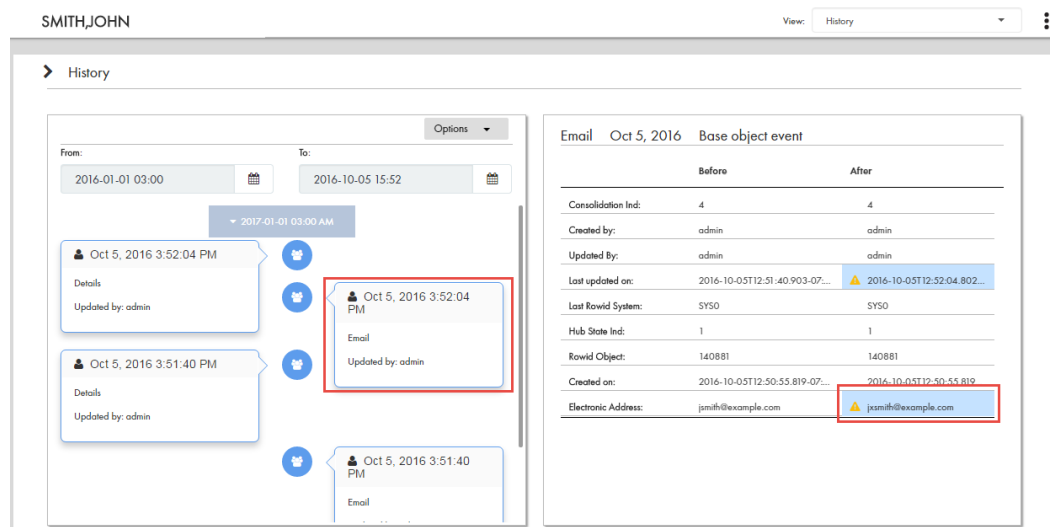 SMITH,JOHN
View:
History
History
Options
From:
To:
2016-01-01 03:00
2016-10-05 15:52
2017-01-01 03:00 AM
Oct 5, 2016 3:52:04 PM
Details
Updated by: admin
Oct 5, 2016 3:52:04
PM
Email
Updated by: admin
Oct 5, 2016 3:51:40 PM
Details
Updated by: admin
Oct 5, 2016 3:51:40
PM
Email
Email Oct 5, 2016 Base object event
Before After
Consolidation Ind: 4 4
Created by: admin admin
Updated By: admin admin
Last updated on: 2016-10-05T12:51:40.903-07:... 2016-10-05T12:52:04.802...
Last Rowid System: SYS0 SYS0
Hub State Ind: 1 1
Rowid Object: 140881 140881
Created on: 2016-10-05T12:50:55.819-07:... 2016-10-05T12:50:55.819
Electronic Address: jsmith@example.com jxsmith@example.com